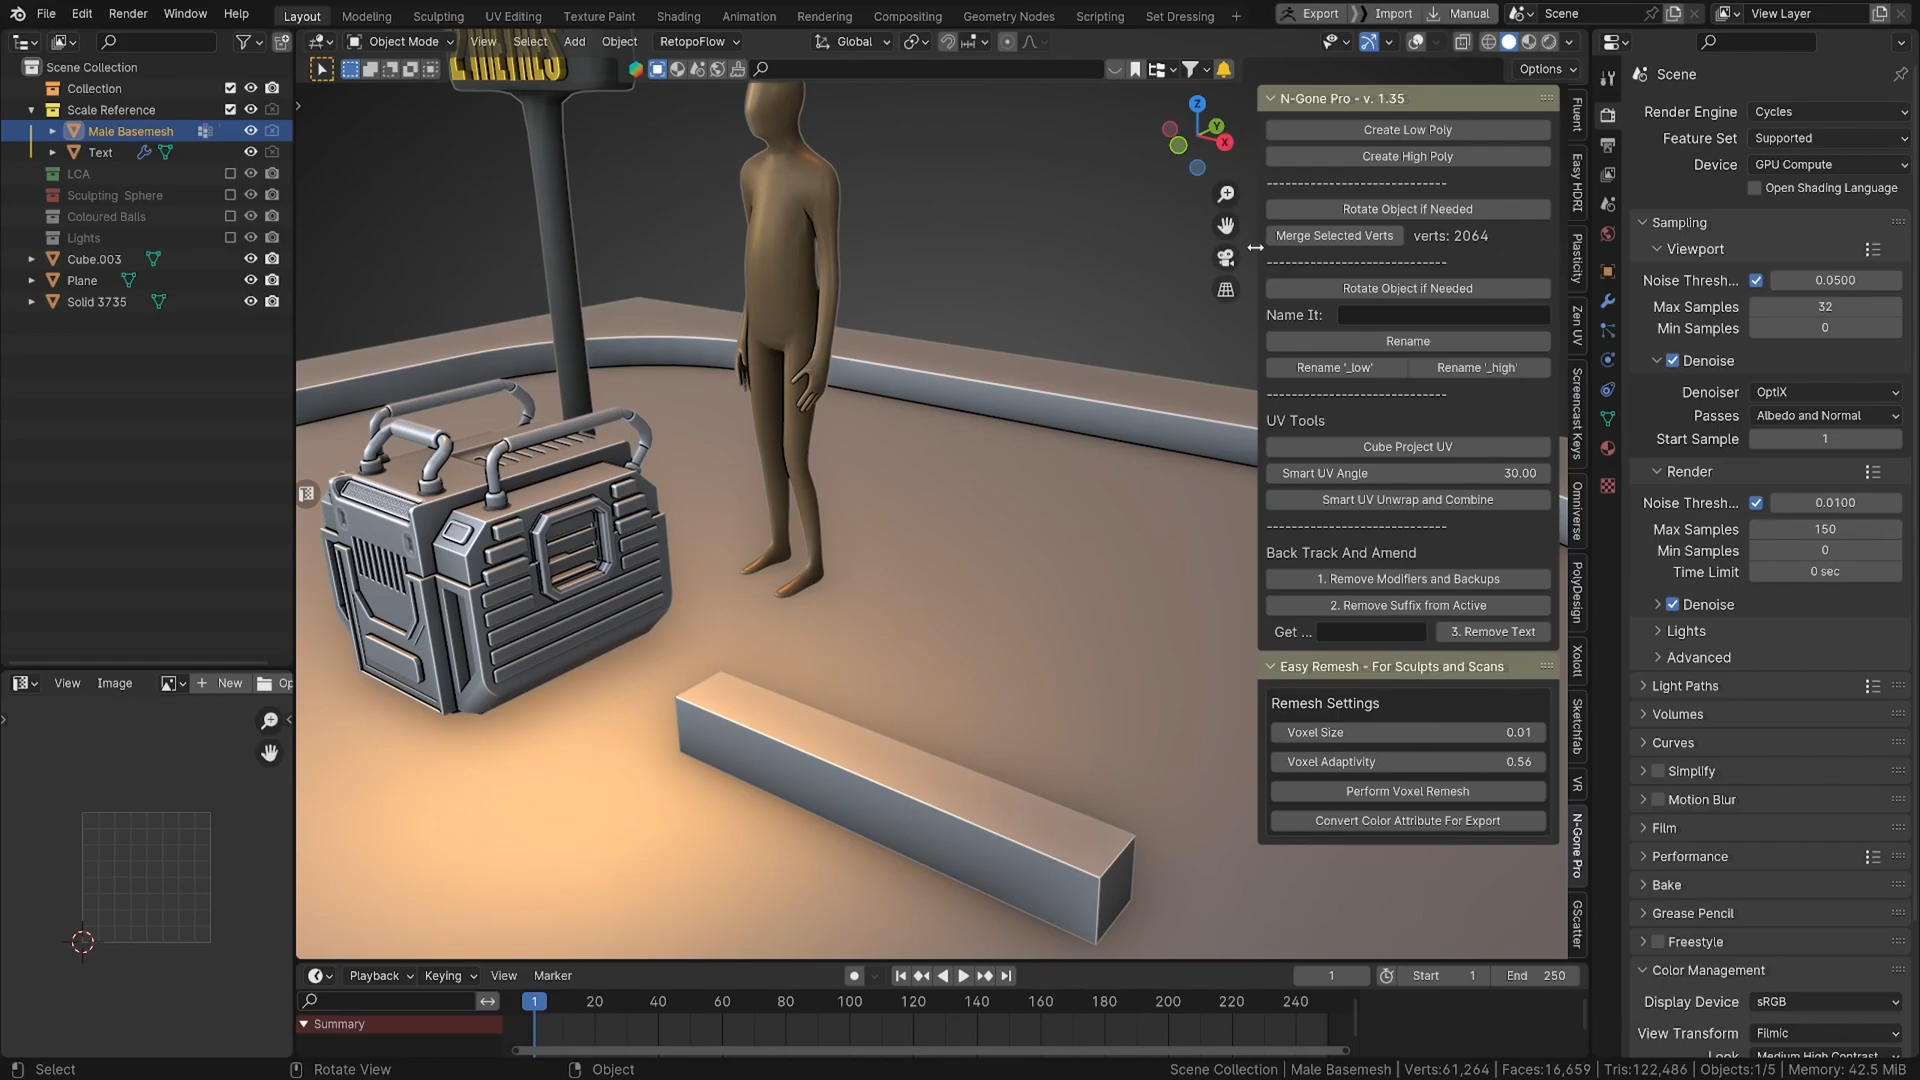 File Edit Render Window Help Layout Modeling Sculpting UV Editing Texture Paint Shading Animation Rendering Compositing Geometry Nodes Scripting Set Dressing + Export Import Manual Scene View Layer
Object Mode View Select Add Object RetopoFlow Global
Options
Scene Collection
Collection
Scale Reference
Male Basemesh
Text
LCA
Sculpting Sphere
Coloured Balls
Lights
Cube.003
Plane
Solid 3735
Z
Y
X
N-Gone Pro - v. 1.35
Create Low Poly
Create High Poly
-----------------------------
Rotate Object if Needed
Merge Selected Verts verts: 2064
-----------------------------
Rotate Object if Needed
Name It:
Rename
Rename '_low' Rename '_high'
-----------------------------
UV Tools
Cube Project UV
Smart UV Angle 30.00
Smart UV Unwrap and Combine
-----------------------------
Back Track And Amend
1. Remove Modifiers and Backups
2. Remove Suffix from Active
Get ... 3. Remove Text
Easy Remesh - For Sculpts and Scans
Remesh Settings
Voxel Size 0.01
Voxel Adaptivity 0.56
Perform Voxel Remesh
Convert Color Attribute For Export
Fluent
Easy HDRI
Plasticity
Zen UV
Screencast Keys
Omniverse
PolyDesign
Xolotl
Sketchfab
VR
N-Gone Pro
GScatter
Scene
Render Engine Cycles
Feature Set Supported
Device GPU Compute
Open Shading Language
Sampling
Viewport
Noise Thresh... 0.0500
Max Samples 32
Min Samples 0
Denoise
Denoiser OptiX
Passes Albedo and Normal
Start Sample 1
Render
Noise Thresh... 0.0100
Max Samples 150
Min Samples 0
Time Limit 0 sec
Denoise
Lights
Advanced
Light Paths
Volumes
Curves
Simplify
Motion Blur
Film
Performance
Bake
Grease Pencil
Freestyle
Color Management
Display Device sRGB
View Transform Filmic
Look Medium High Contrast
View Image + New Op
Playback Keying View Marker 1 Start 1 End 250
1 20 40 60 80 100 120 140 160 180 200 220 240
Summary
Select Rotate View Object Scene Collection | Male Basemesh | Verts:61,264 | Faces:16,659 | Tris:122,486 | Objects:1/5 | Memory: 42.5 MiB